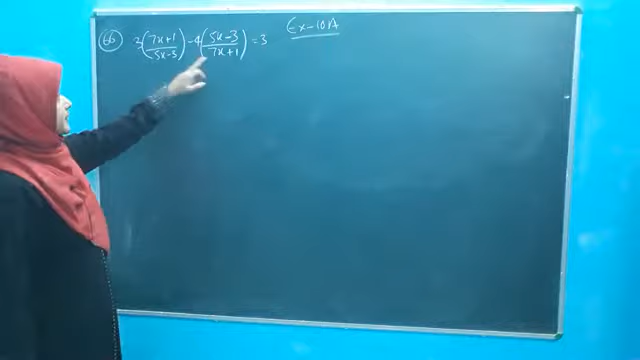 66 2(7x+1/5x-3) - 4(5x-3/7x+1) = 3
Ex-10A